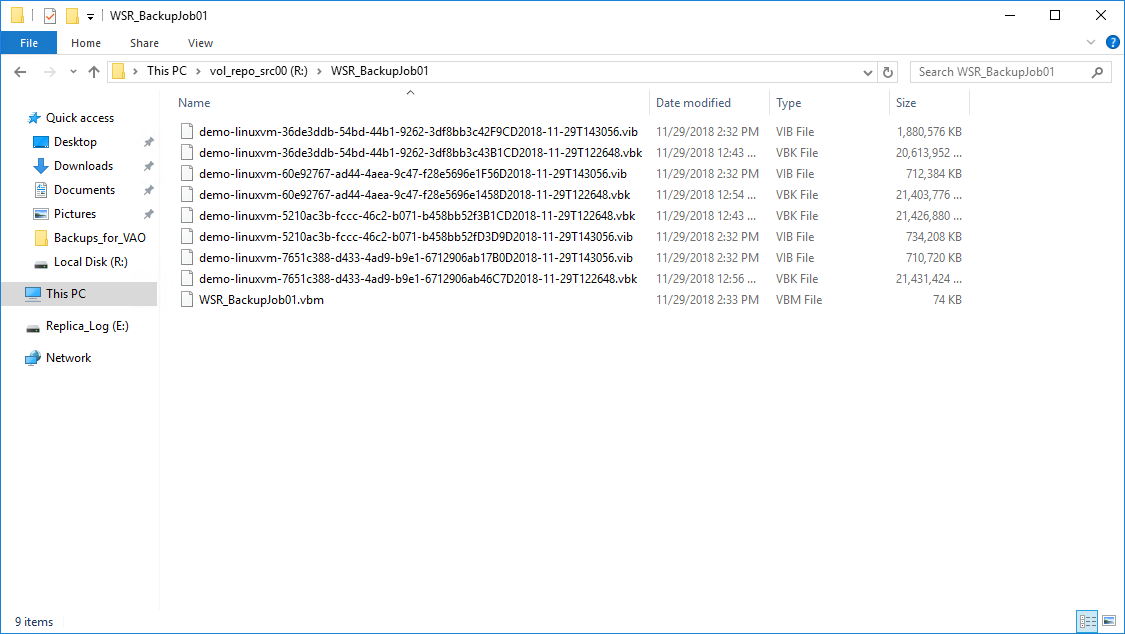 WSR_BackupJob01
File Home Share View
This PC vol_repo_src00 (R:) WSR_BackupJob01 Search WSR_BackupJob01
Quick access
Desktop
Downloads
Documents
Pictures
Backups_for_VAO
Local Disk (R:)
This PC
Replica_Log (E:)
Network
Name Date modified Type Size
demo-linuxvm-36de3ddb-54bd-44b1-9262-3df8bb3c42F9CD2018-11-29T143056.vib 11/29/2018 2:32 PM VIB File 1,880,576 KB
demo-linuxvm-36de3ddb-54bd-44b1-9262-3df8bb3c43B1CD2018-11-29T122648.vbk 11/29/2018 12:43 ... VBK File 20,613,952 ...
demo-linuxvm-60e92767-ad44-4aea-9c47-f28e5696e1F56D2018-11-29T143056.vib 11/29/2018 2:32 PM VIB File 712,384 KB
demo-linuxvm-60e92767-ad44-4aea-9c47-f28e5696e1458D2018-11-29T122648.vbk 11/29/2018 12:54 ... VBK File 21,403,776 ...
demo-linuxvm-5210ac3b-fccc-46c2-b071-b458bb52f3B1CD2018-11-29T122648.vbk 11/29/2018 12:43 ... VBK File 21,426,880 ...
demo-linuxvm-5210ac3b-fccc-46c2-b071-b458bb52fD3D9D2018-11-29T143056.vib 11/29/2018 2:32 PM VIB File 734,208 KB
demo-linuxvm-7651c388-d433-4ad9-b9e1-6712906ab17B0D2018-11-29T143056.vib 11/29/2018 2:32 PM VIB File 710,720 KB
demo-linuxvm-7651c388-d433-4ad9-b9e1-6712906ab46C7D2018-11-29T122648.vbk 11/29/2018 12:56 ... VBK File 21,431,424 ...
WSR_BackupJob01.vbm 11/29/2018 2:33 PM VBM File 74 KB
9 items